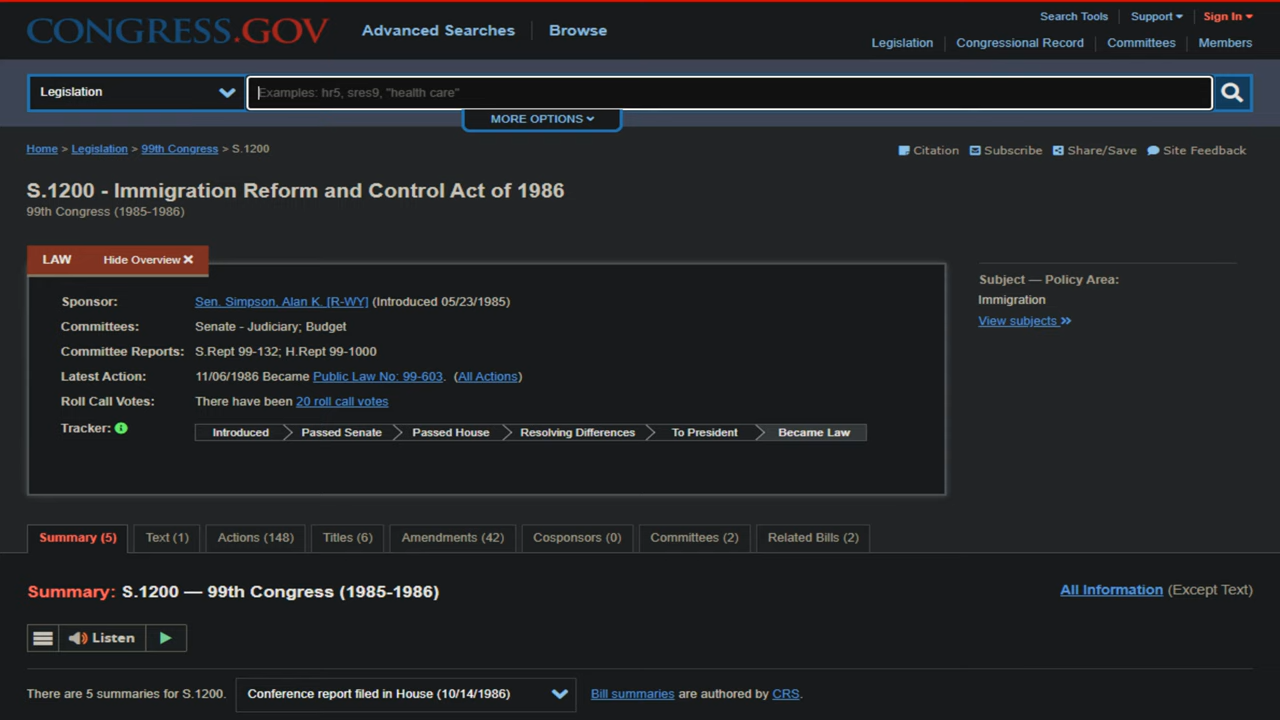 CONGRESS.GOV
Advanced Searches
Browse
Search Tools
Support
Sign In
Legislation
Congressional Record
Committees
Members
Legislation
Examples: hr5, sres9, "health care"
MORE OPTIONS
Home > Legislation > 99th Congress > S.1200
Citation Subscribe Share/Save Site Feedback
S.1200 - Immigration Reform and Control Act of 1986
99th Congress (1985-1986)
LAW Hide Overview ✕
Sponsor: Sen. Simpson, Alan K. [R-WY] (Introduced 05/23/1985)
Committees: Senate - Judiciary; Budget
Committee Reports: S.Rept 99-132; H.Rept 99-1000
Latest Action: 11/06/1986 Became Public Law No: 99-603. (All Actions)
Roll Call Votes: There have been 20 roll call votes
Tracker:
Introduced Passed Senate Passed House Resolving Differences To President Became Law
Subject — Policy Area:
Immigration
View subjects »
Summary (5) Text (1) Actions (148) Titles (6) Amendments (42) Cosponsors (0) Committees (2) Related Bills (2)
Summary: S.1200 — 99th Congress (1985-1986)
All Information (Except Text)
Listen
There are 5 summaries for S.1200. Conference report filed in House (10/14/1986) Bill summaries are authored by CRS.